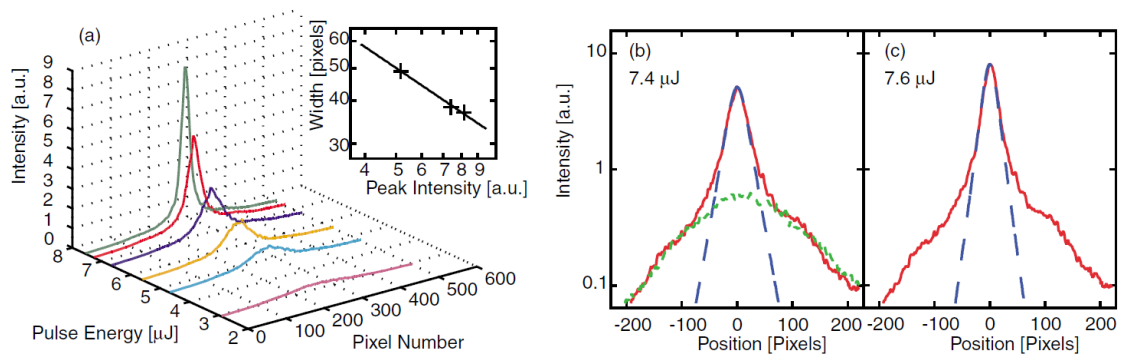 (a)
Intensity [a.u.]
9
8
7
6
5
4
3
2
1
0
8
7
6
5
4
3
2
Pulse Energy [μJ]
0
100
200
300
400
500
600
Pixel Number
Width [pixels]
60
50
40
30
4 5 6 7 8 9
Peak Intensity [a.u.]
(b)
7.4 μJ
Intensity [a.u.]
10
1
0.1
-200 -100 0 100 200
Position [Pixels]
(c)
7.6 μJ
-200 -100 0 100 200
Position [Pixels]